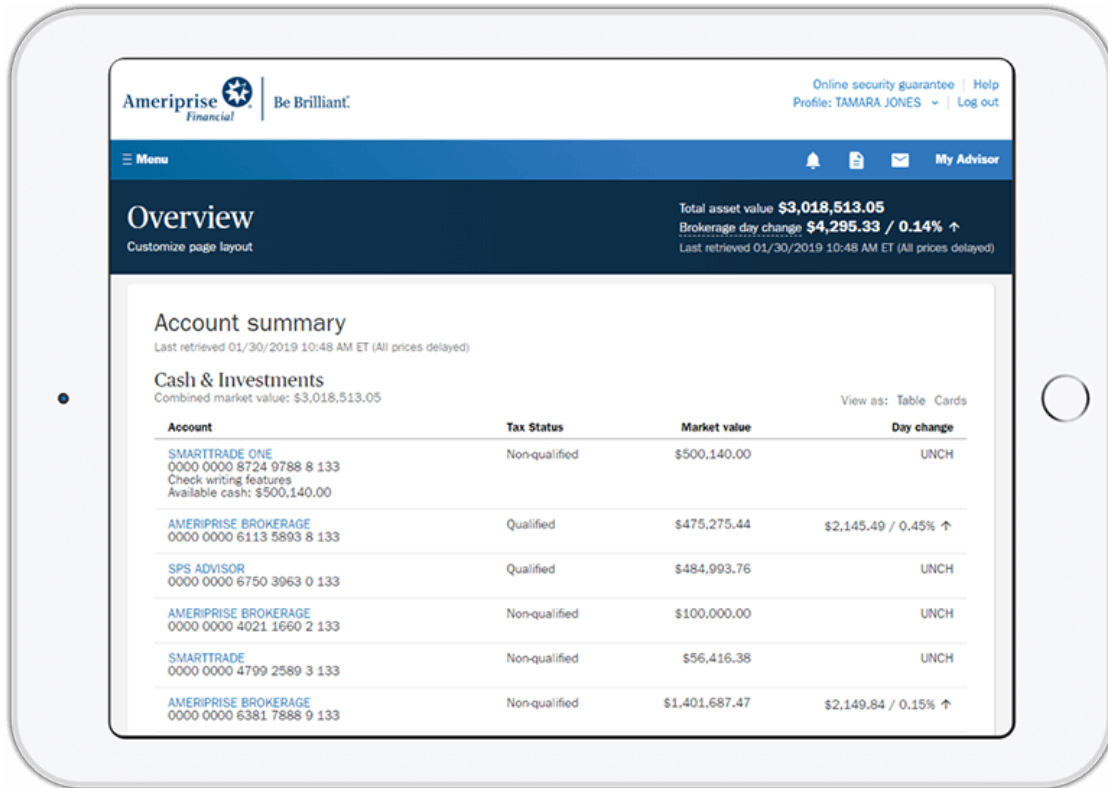 Ameriprise Financial
Be Brilliant.
Online security guarantee | Help
Profile: TAMARA JONES | Log out
Menu
My Advisor
Overview
Customize page layout
Total asset value $3,018,513.05
Brokerage day change $4,295.33 / 0.14% ↑
Last retrieved 01/30/2019 10:48 AM ET (All prices delayed)
Account summary
Last retrieved 01/30/2019 10:48 AM ET (All prices delayed)
Cash & Investments
Combined market value: $3,018,513.05
View as: Table Cards
Account Tax Status Market value Day change
SMARTTRADE ONE Non-qualified $500,140.00 UNCH
0000 0000 8724 9788 8 133
Check writing features
Available cash: $500,140.00
AMERIPRISE BROKERAGE Qualified $475,275.44 $2,145.49 / 0.45% ↑
0000 0000 6113 5893 8 133
SPS ADVISOR Qualified $484,993.76 UNCH
0000 0000 6750 3963 0 133
AMERIPRISE BROKERAGE Non-qualified $100,000.00 UNCH
0000 0000 4021 1660 2 133
SMARTTRADE Non-qualified $56,416.38 UNCH
0000 0000 4799 2589 3 133
AMERIPRISE BROKERAGE Non-qualified $1,401,687.47 $2,149.84 / 0.15% ↑
0000 0000 6381 7888 9 133